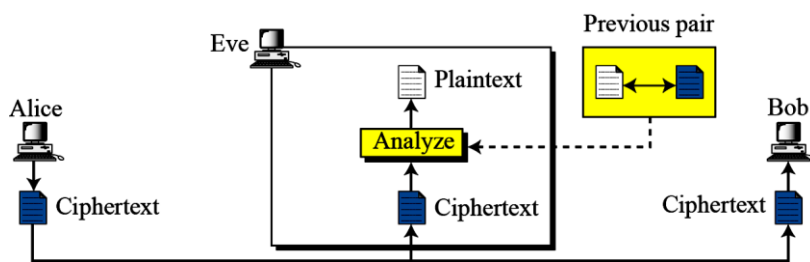 Previous pair
Eve
Plaintext
Alice
Bob
Analyze
Ciphertext
Ciphertext
Ciphertext